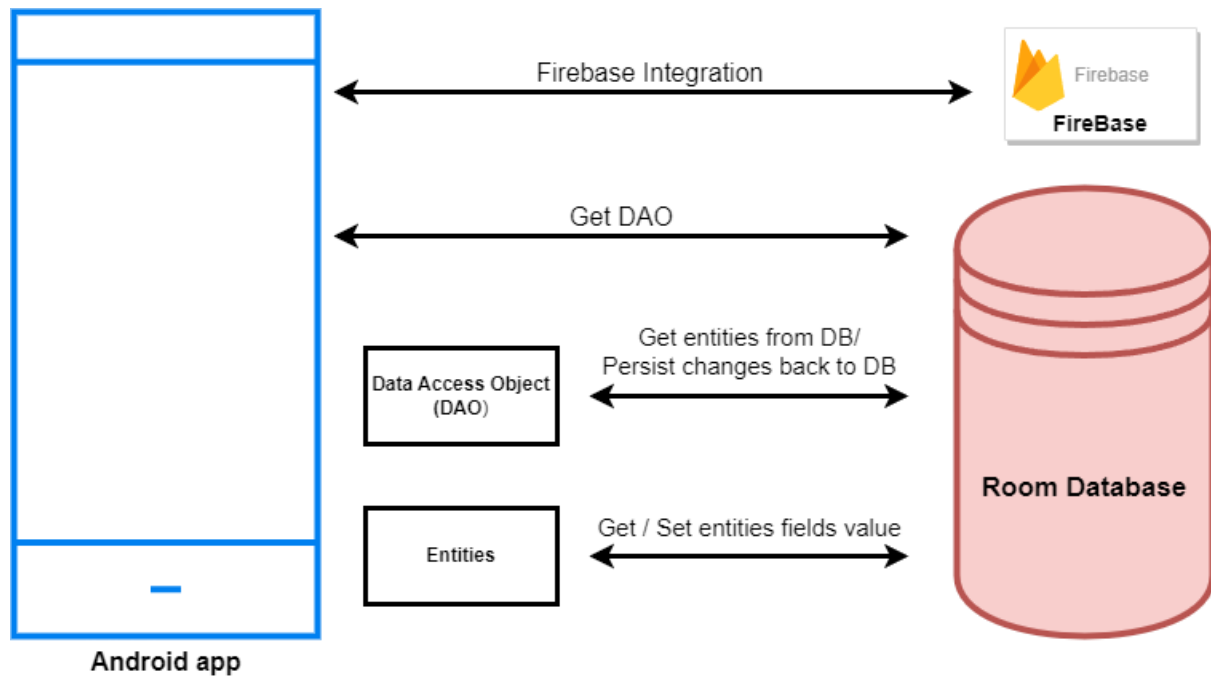 Firebase Integration
Firebase
FireBase
Get DAO
Get entities from DB/
Persist changes back to DB
Data Access Object
(DAO)
Room Database
Get / Set entities fields value
Entities
Android app